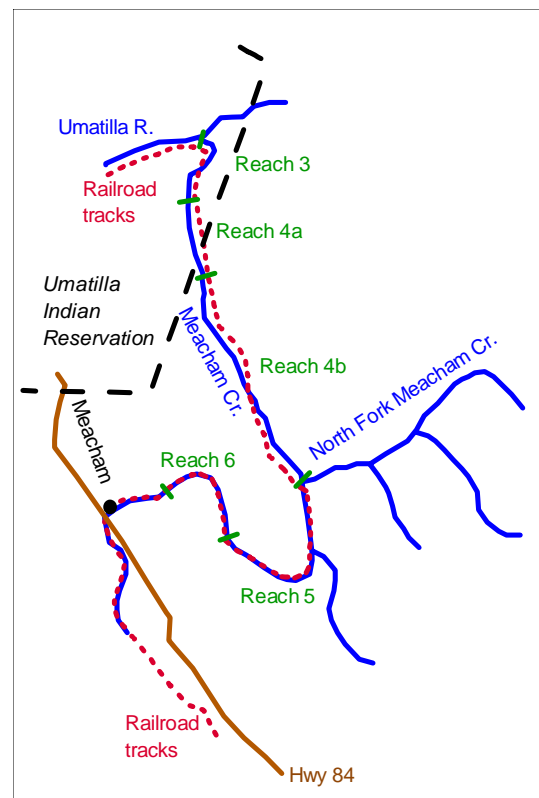 Umatilla R.
Reach 3
Railroad
tracks
Reach 4a
Umatilla
Indian
Reservation
Meacham Cr.
Reach 4b
North Fork Meacham Cr.
Meacham
Reach 6
Reach 5
Railroad
tracks
Hwy 84